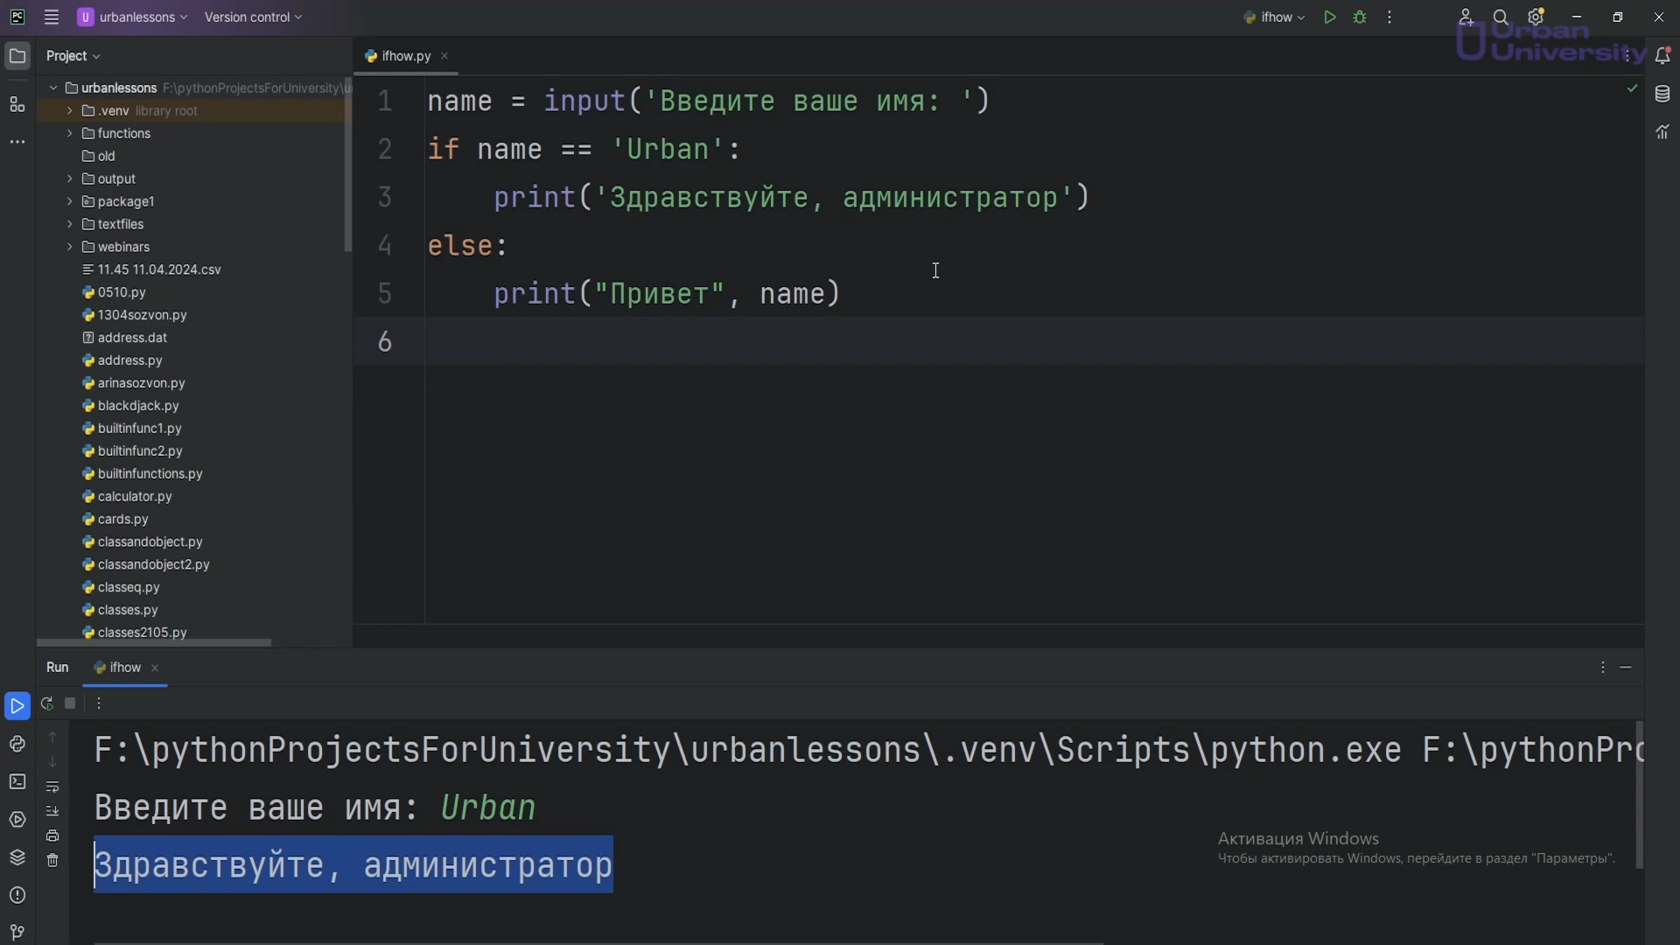 urbanlessons
Version control
ifhow
Urban
University
Project
ifhow.py
urbanlessons F:\pythonProjectsForUniversity\u
.venv library root
functions
old
output
package1
textfiles
webinars
11.45 11.04.2024.csv
0510.py
1304sozvon.py
address.dat
address.py
arinasozvon.py
blackdjack.py
builtinfunc1.py
builtinfunc2.py
builtinfunctions.py
calculator.py
cards.py
classandobject.py
classandobject2.py
classeq.py
classes.py
classes2105.py
1 name = input('Введите ваше имя: ')
2 if name == 'Urban':
3 print('Здравствуйте, администратор')
4 else:
5 print("Привет", name)
6
Run
ifhow
F:\pythonProjectsForUniversity\urbanlessons\.venv\Scripts\python.exe F:\pythonPro
Введите ваше имя: Urban
Здравствуйте, администратор
Активация Windows
Чтобы активировать Windows, перейдите в раздел "Параметры".